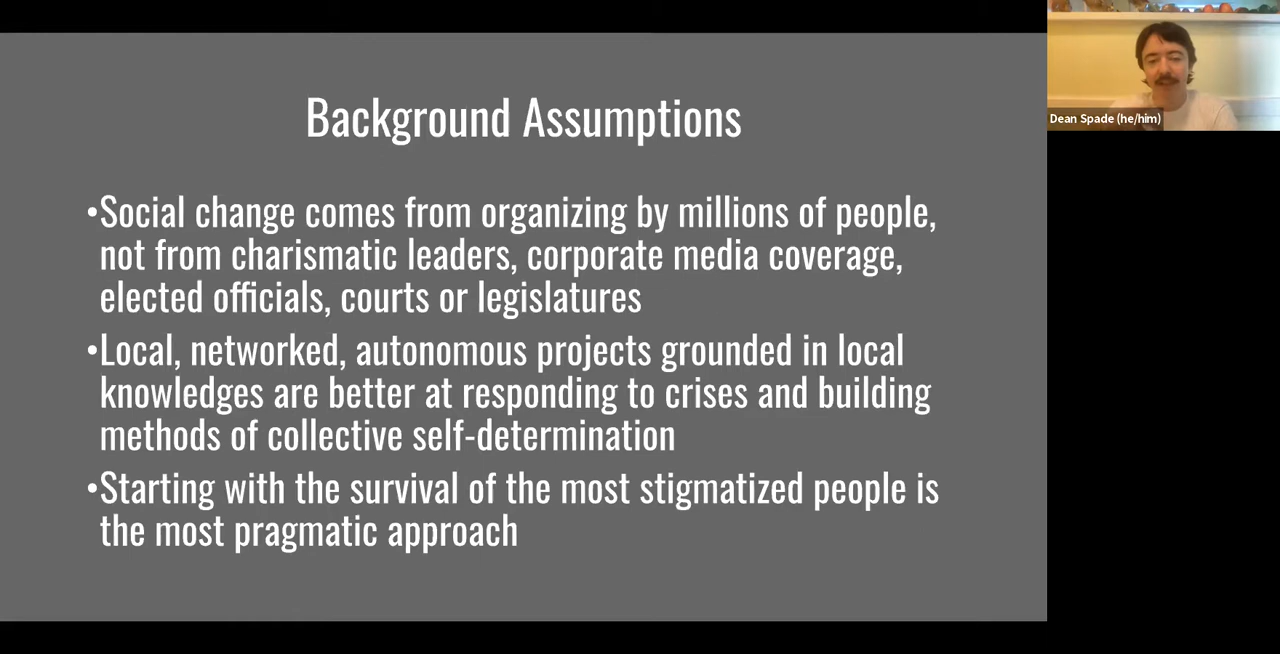 Background Assumptions
•Social change comes from organizing by millions of people,
not from charismatic leaders, corporate media coverage,
elected officials, courts or legislatures
•Local, networked, autonomous projects grounded in local
knowledges are better at responding to crises and building
methods of collective self-determination
•Starting with the survival of the most stigmatized people is
the most pragmatic approach
Dean Spade (he/him)